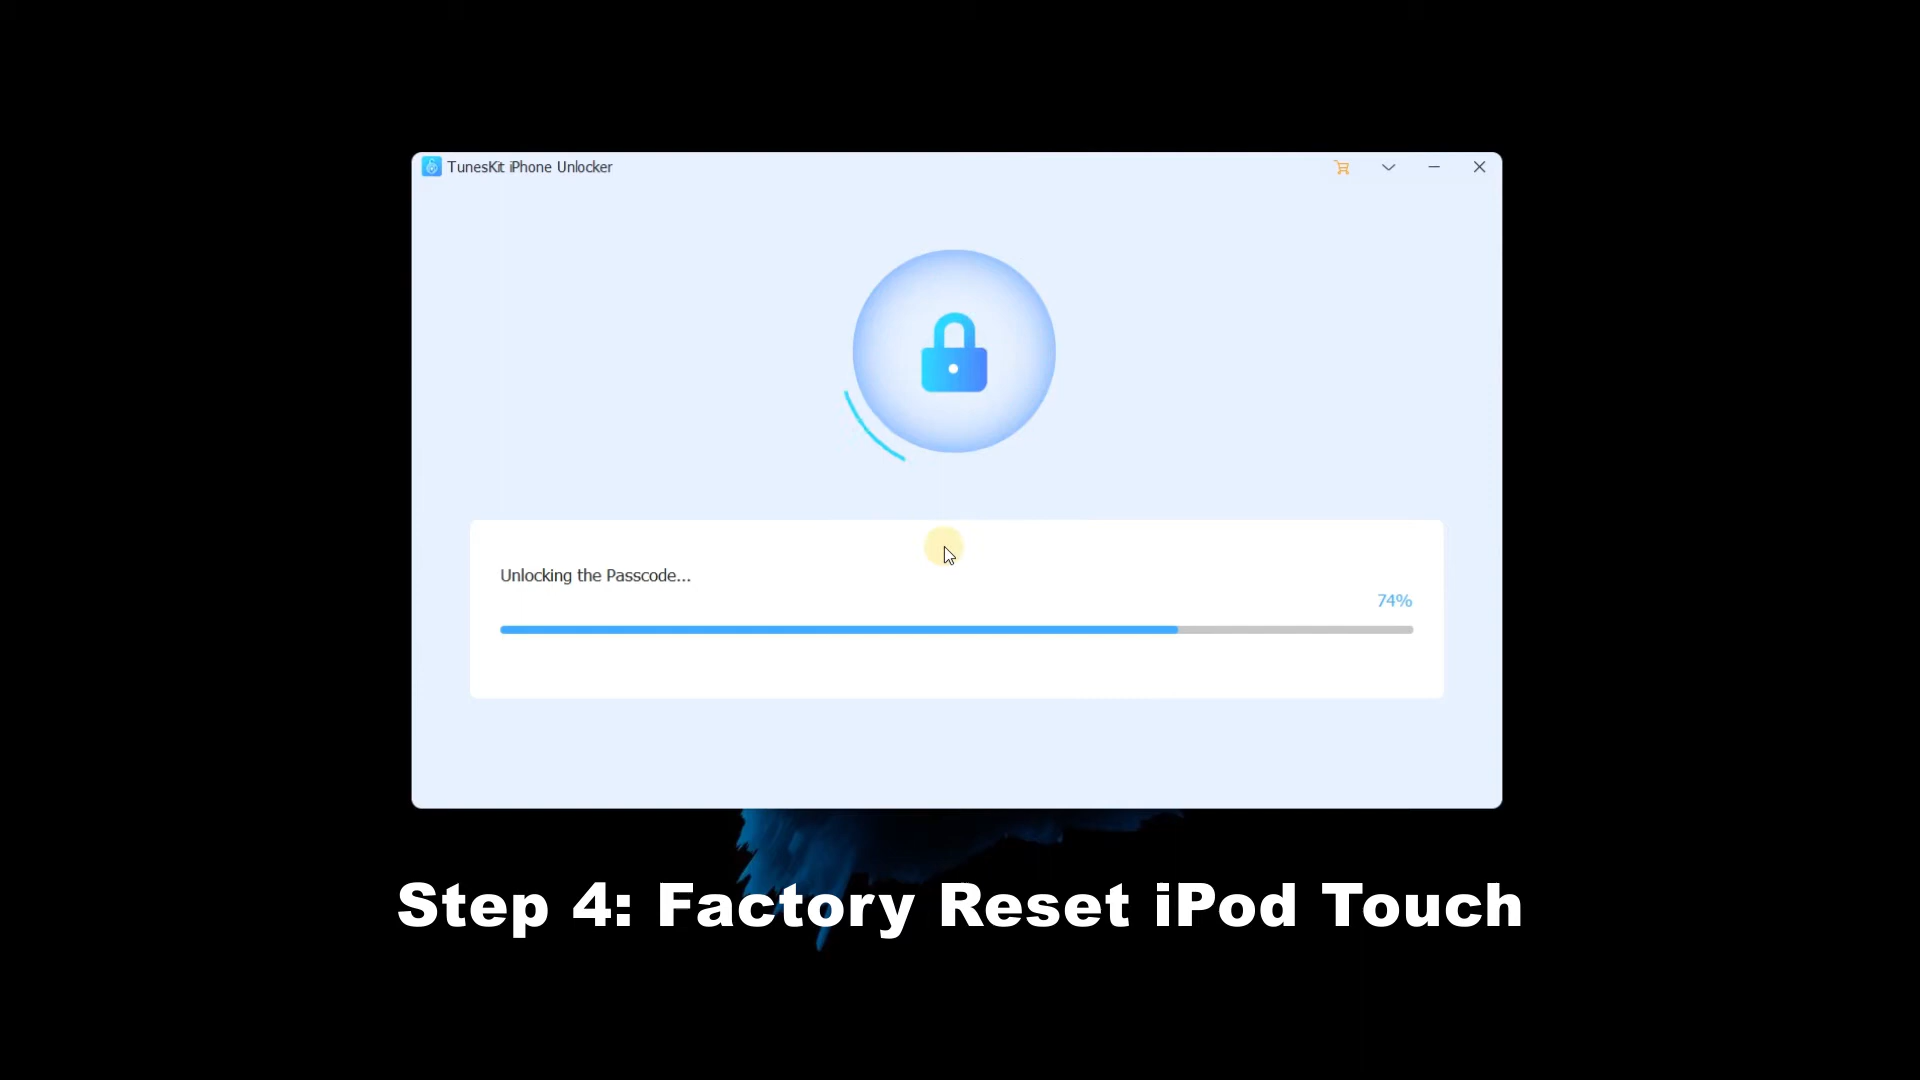 TunesKit iPhone Unlocker
Unlocking the Passcode...
74%
Step 4: Factory Reset iPod Touch